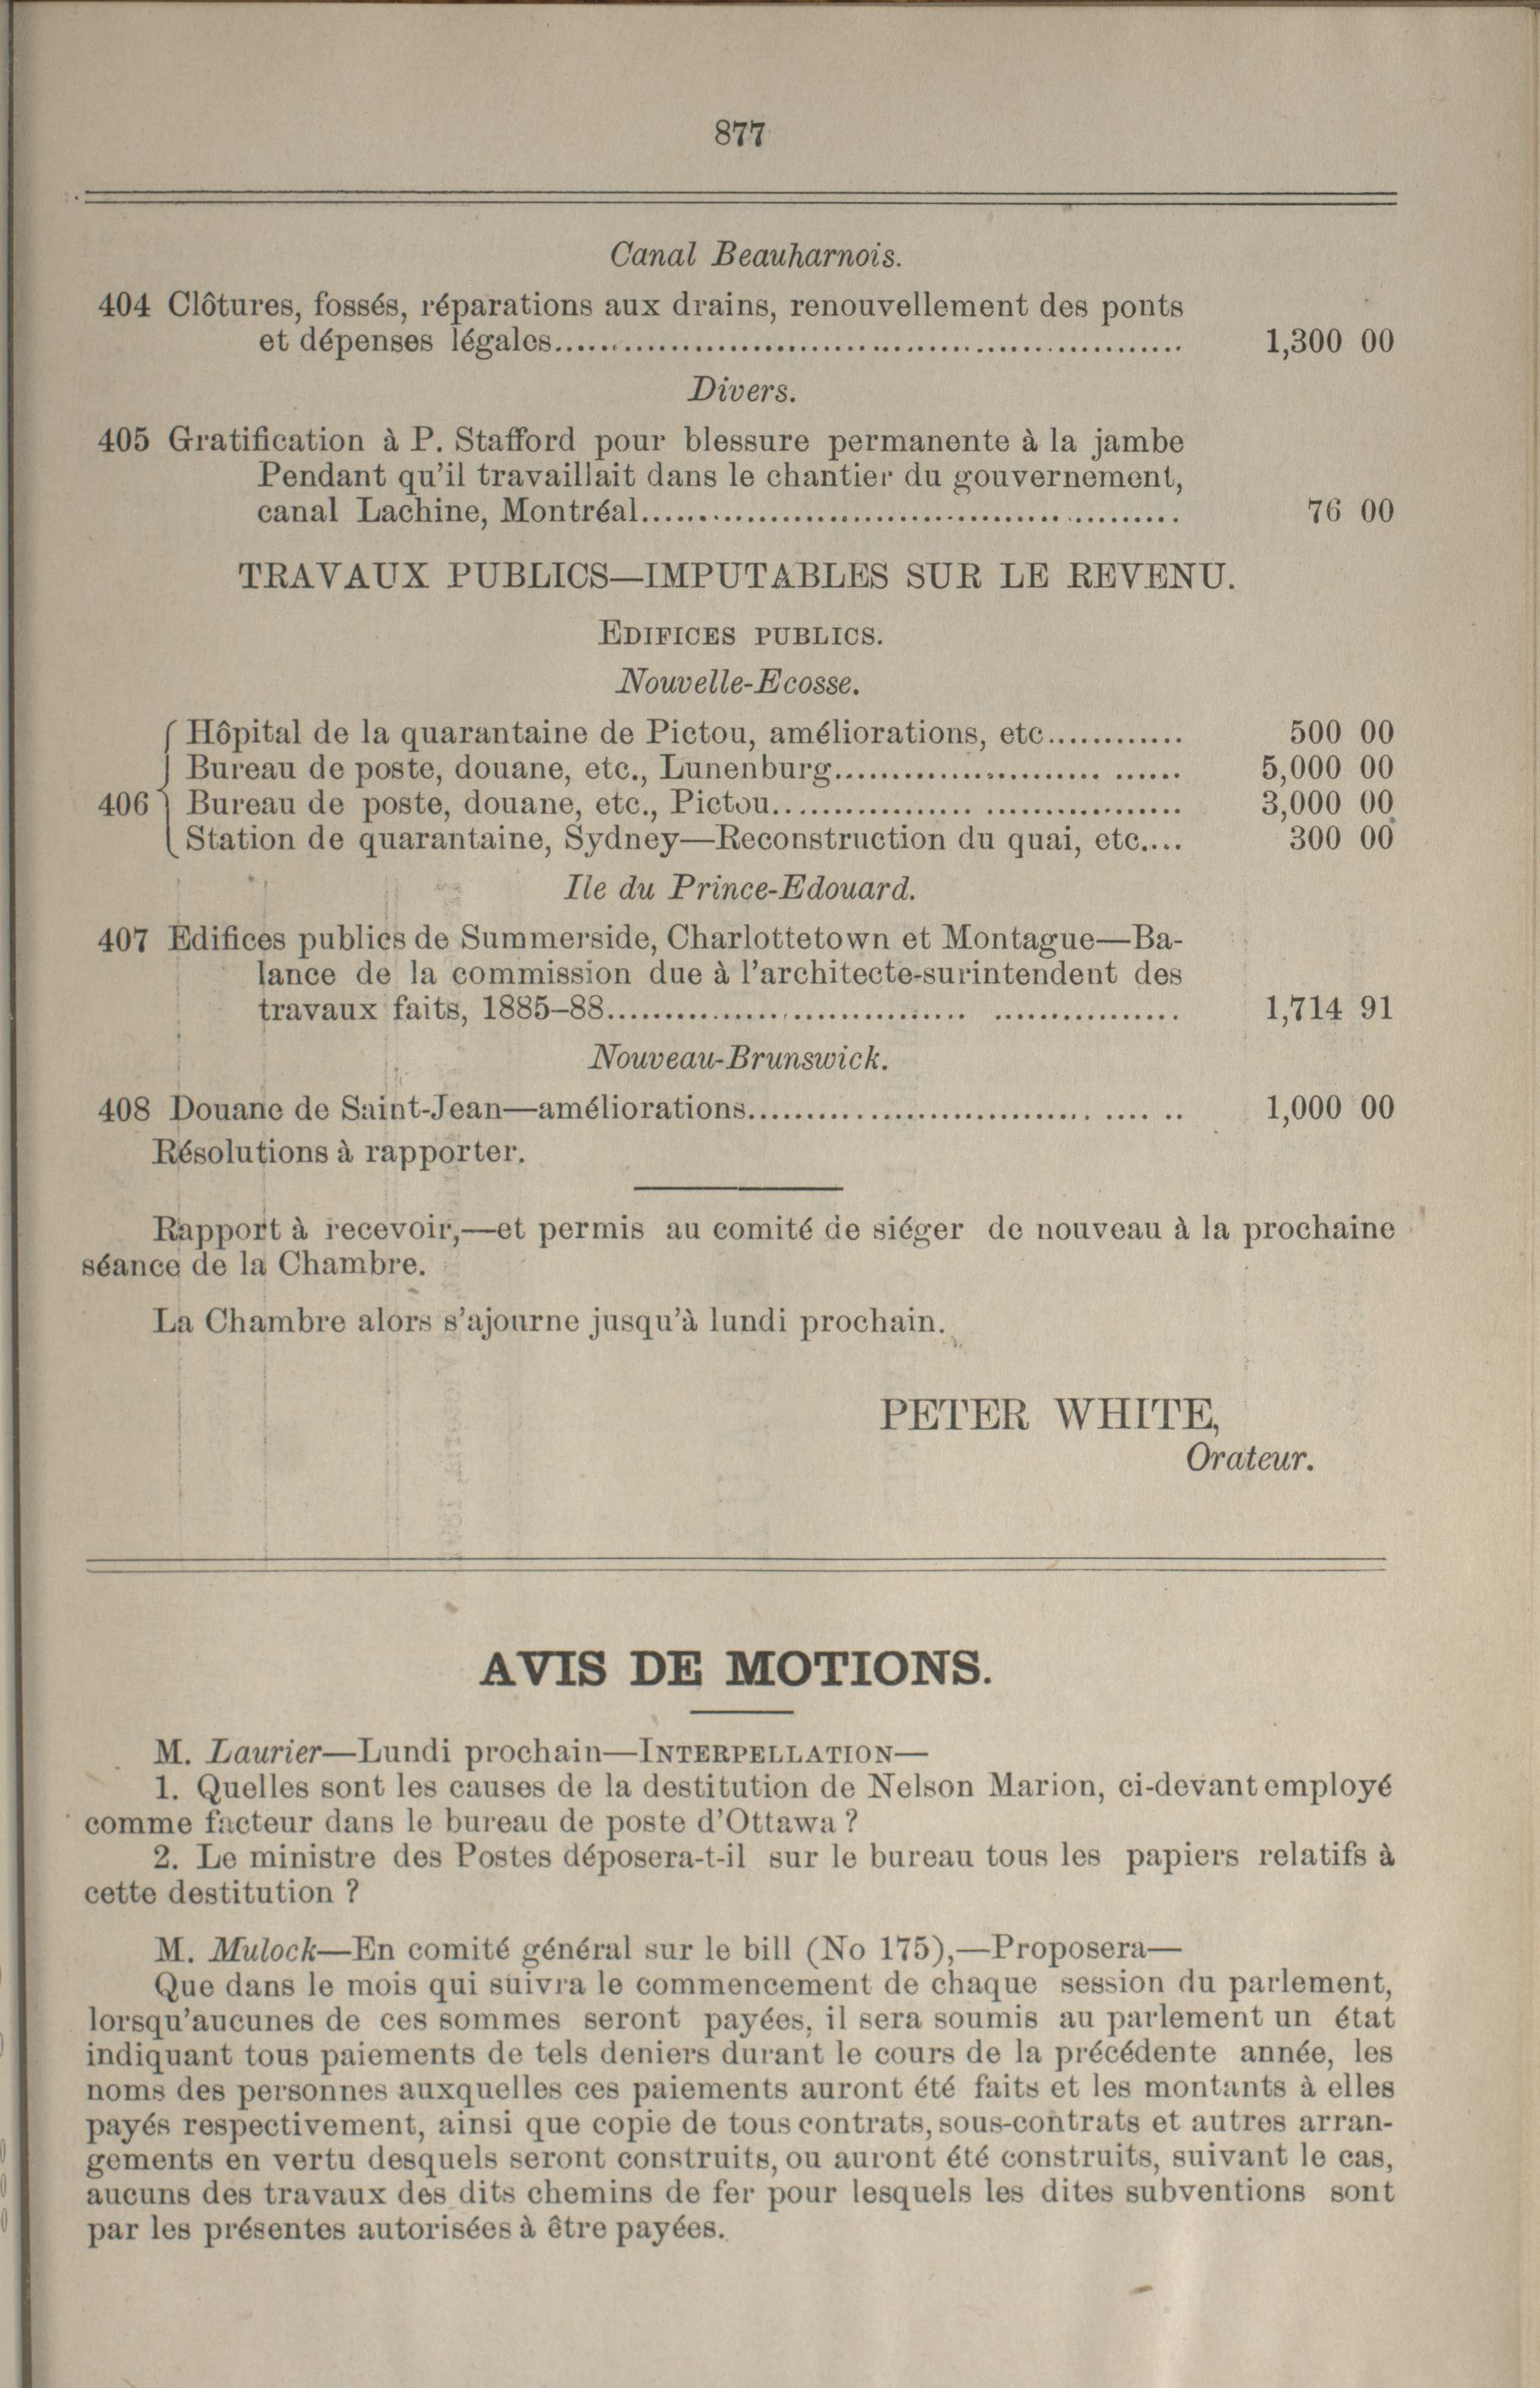 877
Canal Beauharnois.
404 Clôtures, fossés, réparations aux drains, renouvellement des ponts
et dépenses légales................................................................ 1,300 00
Divers.
405 Gratification à P. Stafford pour blessure permanente à la jambe
Pendant qu'il travaillait dans le chantier du gouvernement,
canal Lachine, Montréal........................................................ 76 00
TRAVAUX PUBLICS—IMPUTABLES SUR LE REVENU.
EDIFICES PUBLICS.
Nouvelle-Ecosse.
Hôpital de la quarantaine de Pictou, améliorations, etc............ 500 00
Bureau de poste, douane, etc., Lunenburg.............................. 5,000 00
406 Bureau de poste, douane, etc., Pictou.................................... 3,000 00
Station de quarantaine, Sydney—Reconstruction du quai, etc.... 300 00
Ile du Prince-Edouard.
407 Edifices publics de Summerside, Charlottetown et Montague—Ba-
lance de la commission due à l'architecte-surintendent des
travaux faits, 1885-88.................................................. 1,714 91
Nouveau-Brunswick.
408 Douane de Saint-Jean—améliorations...................................... 1,000 00
Résolutions à rapporter.
Rapport à recevoir,—et permis au comité de siéger de nouveau à la prochaine
séance de la Chambre.
La Chambre alors s'ajourne jusqu'à lundi prochain.
PETER WHITE,
Orateur.
AVIS DE MOTIONS.
M. Laurier—Lundi prochain—INTERPELLATION—
1. Quelles sont les causes de la destitution de Nelson Marion, ci-devant employé
comme facteur dans le bureau de poste d'Ottawa ?
2. Le ministre des Postes déposera-t-il sur le bureau tous les papiers relatifs à
cette destitution ?
M. Mulock—En comité général sur le bill (No 175),—Proposera—
Que dans le mois qui suivra le commencement de chaque session du parlement,
lorsqu'aucunes de ces sommes seront payées, il sera soumis au parlement un état
indiquant tous paiements de tels deniers durant le cours de la précédente année, les
noms des personnes auxquelles ces paiements auront été faits et les montants à elles
payés respectivement, ainsi que copie de tous contrats, sous-contrats et autres arran-
gements en vertu desquels seront construits, ou auront été construits, suivant le cas,
aucuns des travaux des dits chemins de fer pour lesquels les dites subventions sont
par les présentes autorisées à être payées.